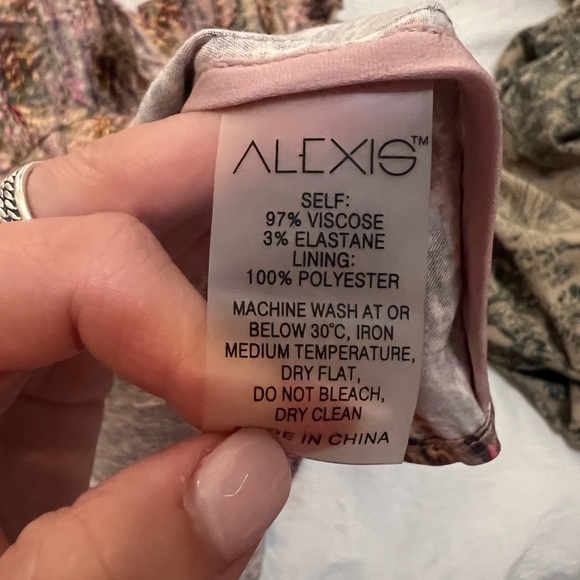 ALEXIS™
SELF:
97% VISCOSE
3% ELASTANE
LINING:
100% POLYESTER
MACHINE WASH AT OR
BELOW 30°C, IRON
MEDIUM TEMPERATURE,
DRY FLAT,
DO NOT BLEACH,
DRY CLEAN
IN CHINA